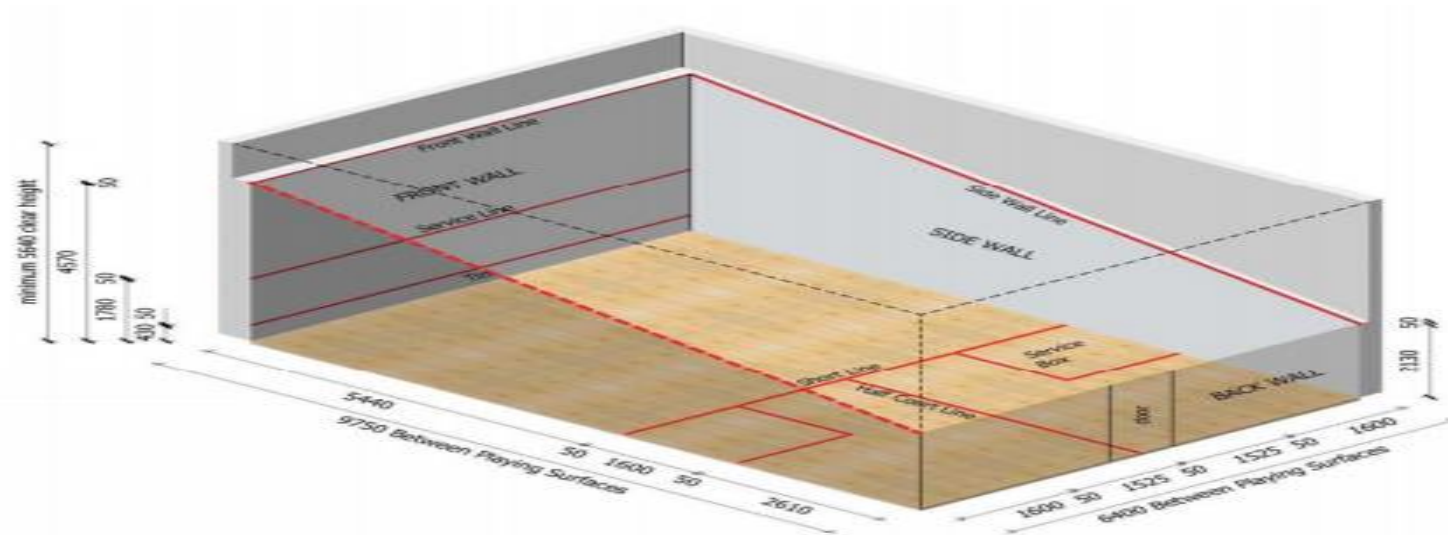 Front Wall Line
FRONT WALL
Service Line
Side Wall Line
SIDE WALL
Short Line
Half Court Line
Service
Box
door
BACK WALL
minimum 5640 clear height
4570
50
1780
50
430
50
50
2130
5440
50
1600
50
2610
9750 Between Playing Surfaces
1600
50
1525
50
1525
50
1600
6400 Between Playing Surfaces